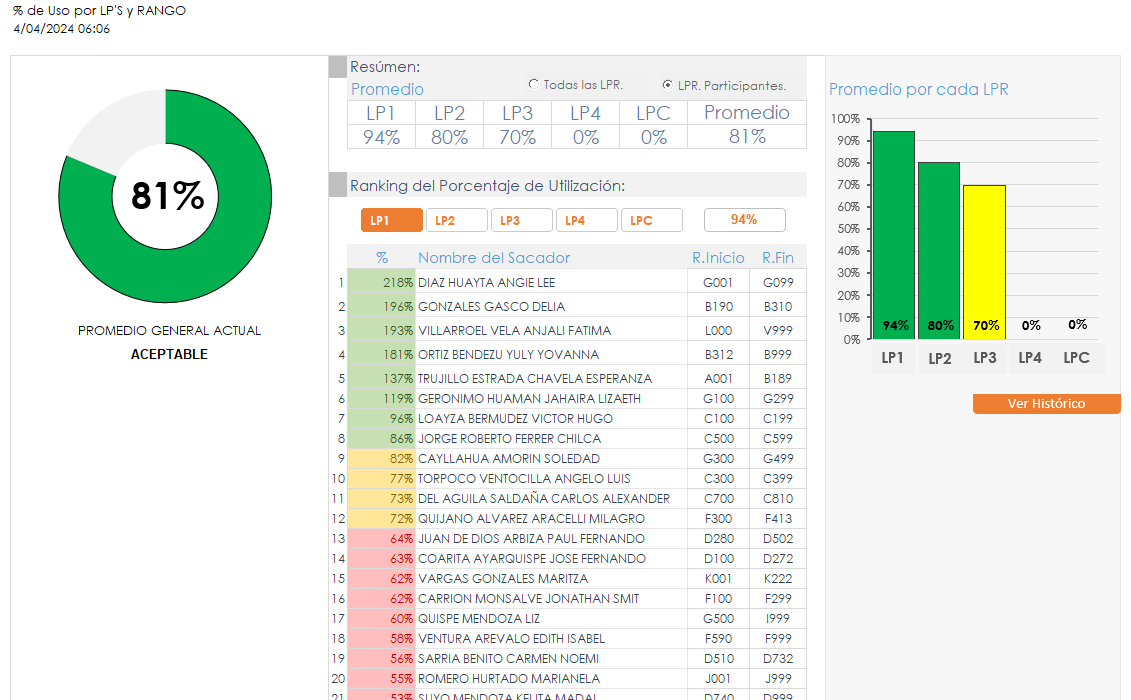 % de Uso por LP'S y RANGO
4/04/2024 06:06
81%
PROMEDIO GENERAL ACTUAL
ACEPTABLE
Resúmen:
Promedio
Todas las LPR.
LPR. Participantes.
LP1 LP2 LP3 LP4 LPC Promedio
94% 80% 70% 0% 0% 81%
Ranking del Porcentaje de Utilización:
LP1 LP2 LP3 LP4 LPC 94%
% Nombre del Sacador R.Inicio R.Fin
1 218% DIAZ HUAYTA ANGIE LEE G001 G099
2 196% GONZALES GASCO DELIA B190 B310
3 193% VILLARROEL VELA ANJALI FATIMA L000 V999
4 181% ORTIZ BENDEZU YULY YOVANNA B312 B999
5 137% TRUJILLO ESTRADA CHAVELA ESPERANZA A001 B189
6 119% GERONIMO HUAMAN JAHAIRA LIZAETH G100 G299
7 96% LOAYZA BERMUDEZ VICTOR HUGO C100 C199
8 86% JORGE ROBERTO FERRER CHILCA C500 C599
9 82% CAYLLAHUA AMORIN SOLEDAD G300 G499
10 77% TORPOCO VENTOCILLA ANGELO LUIS C300 C399
11 73% DEL AGUILA SALDAÑA CARLOS ALEXANDER C700 C810
12 72% QUIJANO ALVAREZ ARACELLI MILAGRO F300 F413
13 64% JUAN DE DIOS ARBIZA PAUL FERNANDO D280 D502
14 63% COARITA AYARQUISPE JOSE FERNANDO D100 D272
15 62% VARGAS GONZALES MARITZA K001 K222
16 62% CARRION MONSALVE JONATHAN SMIT F100 F299
17 60% QUISPE MENDOZA LIZ G500 I999
18 58% VENTURA AREVALO EDITH ISABEL F590 F999
19 56% SARRIA BENITO CARMEN NOEMI D510 D732
20 55% ROMERO HURTADO MARIANELA J001 J999
21 53% SUYO MENDOZA KELITA MADAI D740 D999
Promedio por cada LPR
100%
90%
80%
70%
60%
50%
40%
30%
20%
10%
0%
94% 80% 70% 0% 0%
LP1 LP2 LP3 LP4 LPC
Ver Histórico